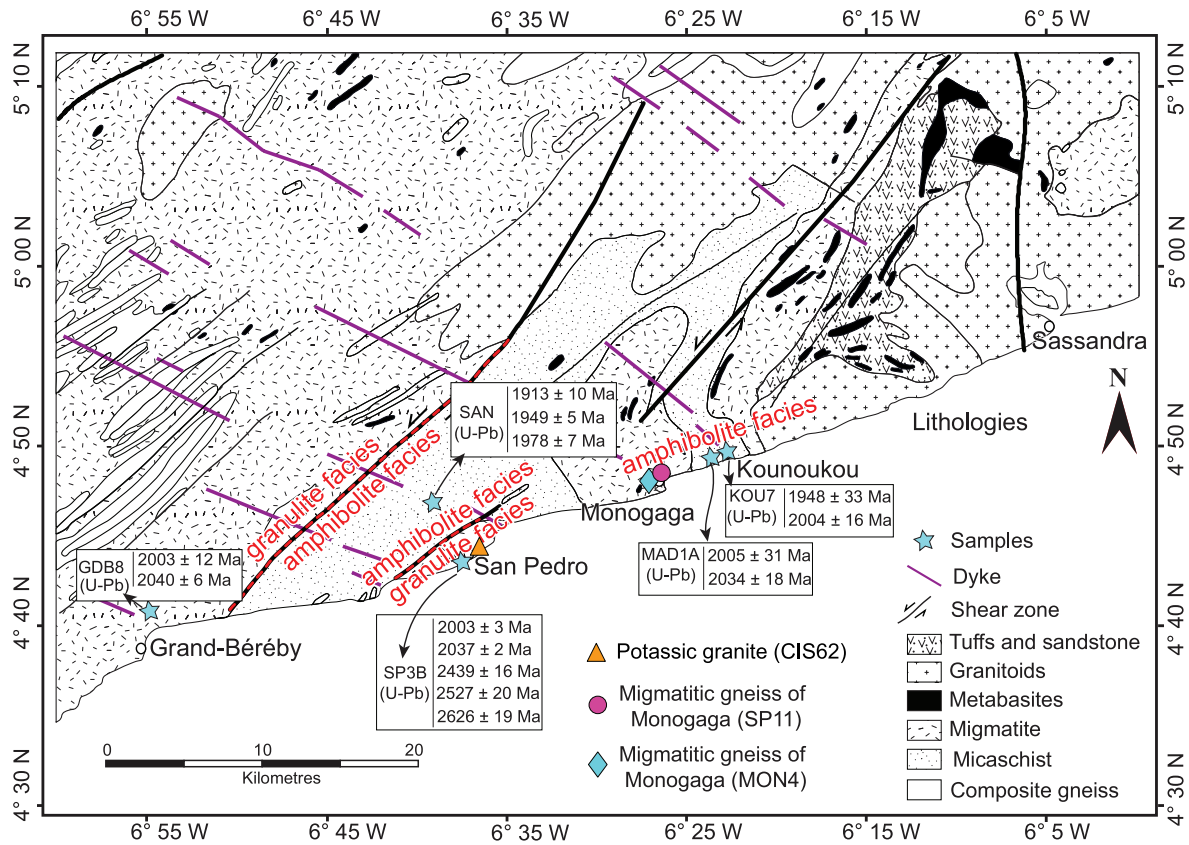 6° 55 W
6° 45 W
6° 35 W
6° 25 W
6° 15 W
6° 5 W
5° 10 N
5° 10 N
5° 00 N
5° 00 N
Sassandra
N
SAN
(U-Pb)
1913 ± 10 Ma
1949 ± 5 Ma
1978 ± 7 Ma
Lithologies
4° 50 N
4° 50 N
granulite facies
amphibolite facies
amphibolite facies
granulite facies
amphibolite facies
Kounoukou
KOU7
(U-Pb)
1948 ± 33 Ma
2004 ± 16 Ma
Monogaga
MAD1A
(U-Pb)
2005 ± 31 Ma
2034 ± 18 Ma
GDB8
(U-Pb)
2003 ± 12 Ma
2040 ± 6 Ma
San Pedro
Grand-Béréby
4° 40 N
4° 40 N
SP3B
(U-Pb)
2003 ± 3 Ma
2037 ± 2 Ma
2439 ± 16 Ma
2527 ± 20 Ma
2626 ± 19 Ma
Potassic granite (CIS62)
Migmatitic gneiss of
Monogaga (SP11)
Migmatitic gneiss of
Monogaga (MON4)
Samples
Dyke
Shear zone
Tuffs and sandstone
Granitoids
Metabasites
Migmatite
Micaschist
Composite gneiss
0
10
20
Kilometres
4° 30 N
4° 30 N
6° 55 W
6° 45 W
6° 35 W
6° 25 W
6° 15 W
6° 5 W